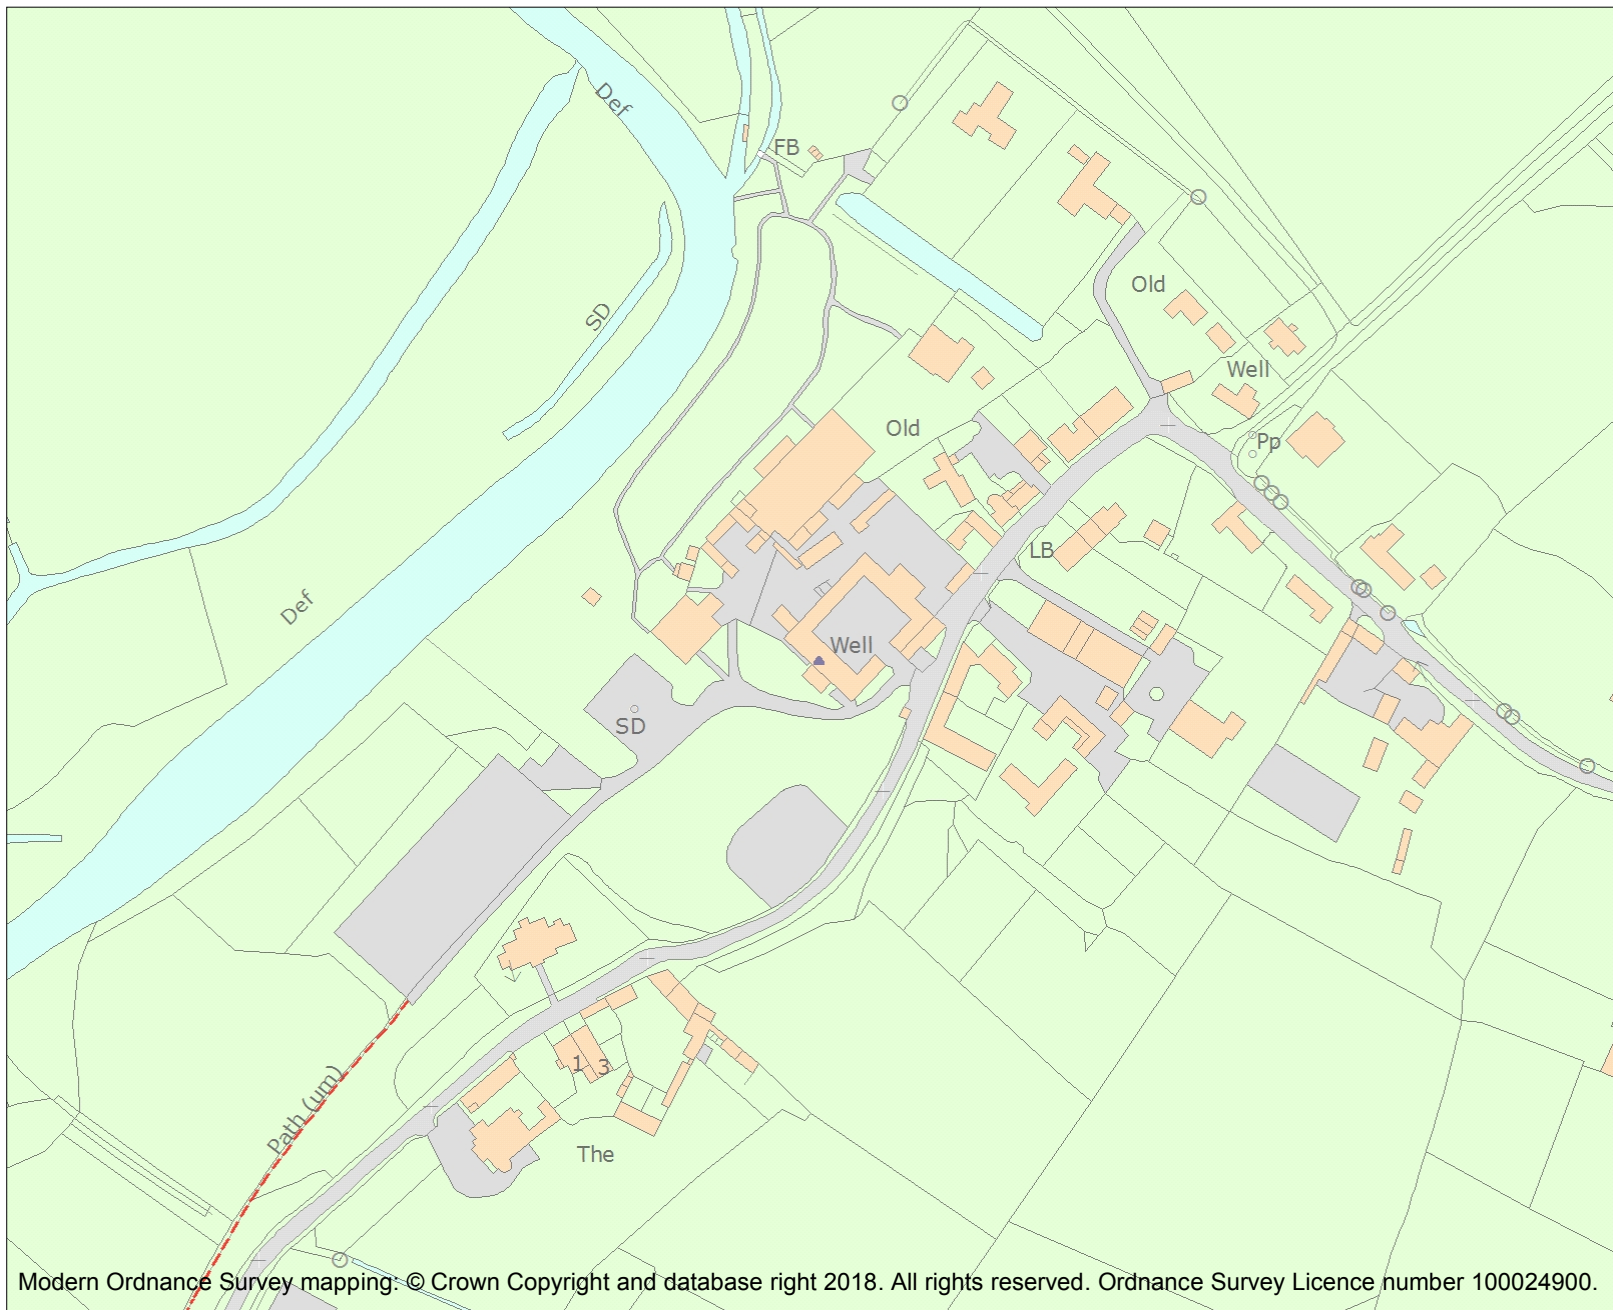 Def
FB
Old
SD
Well
Old
Pp
LB
Def
Well
SD
1
3
Path (um)
The
Modern Ordnance Survey mapping: © Crown Copyright and database right 2018. All rights reserved. Ordnance Survey Licence number 100024900.